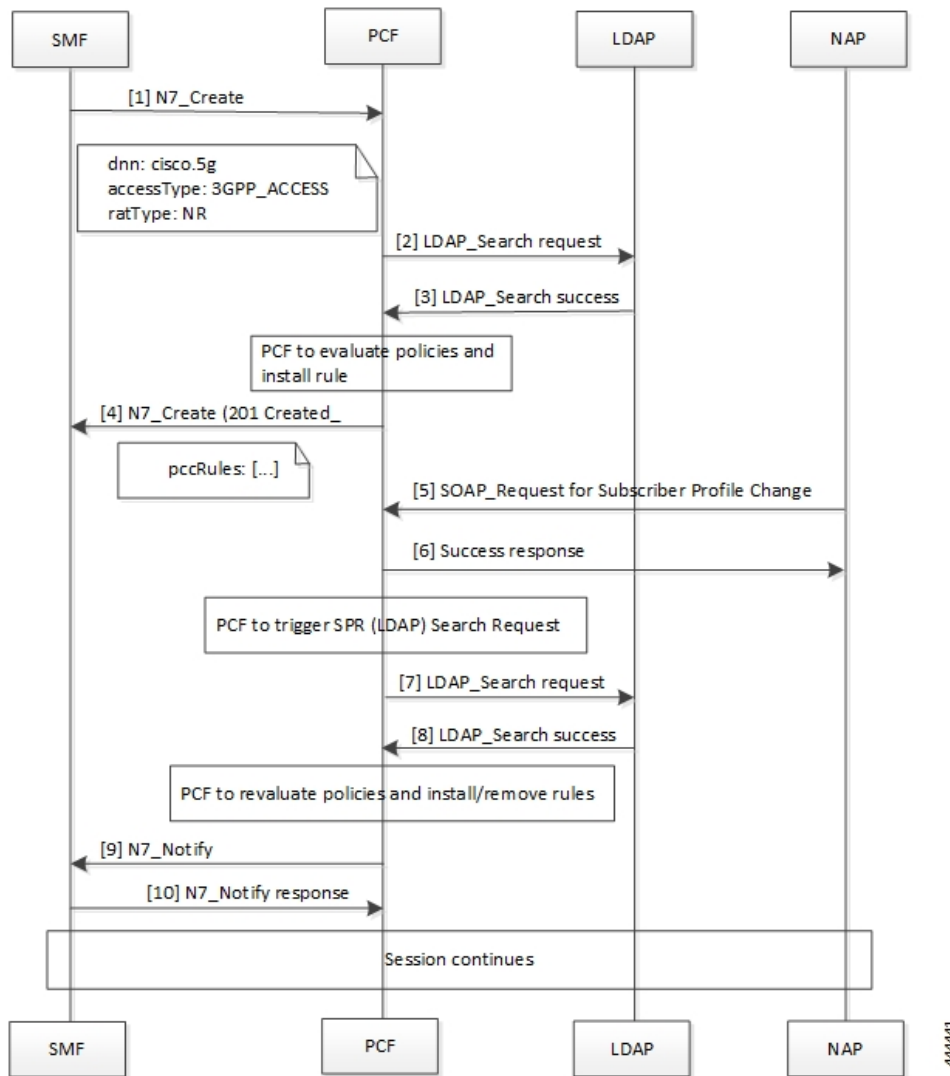 SMF
PCF
LDAP
NAP
[1] N7_Create
dnn: cisco.5g
accessType: 3GPP_ACCESS
ratType: NR
[2] LDAP_Search request
[3] LDAP_Search success
PCF to evaluate policies and
install rule
[4] N7_Create (201 Created_
pccRules: [...]
[5] SOAP_Request for Subscriber Profile Change
[6] Success response
PCF to trigger SPR (LDAP) Search Request
[7] LDAP_Search request
[8] LDAP_Search success
PCF to revaluate policies and install/remove rules
[9] N7_Notify
[10] N7_Notify response
Session continues
SMF
PCF
LDAP
NAP
444441